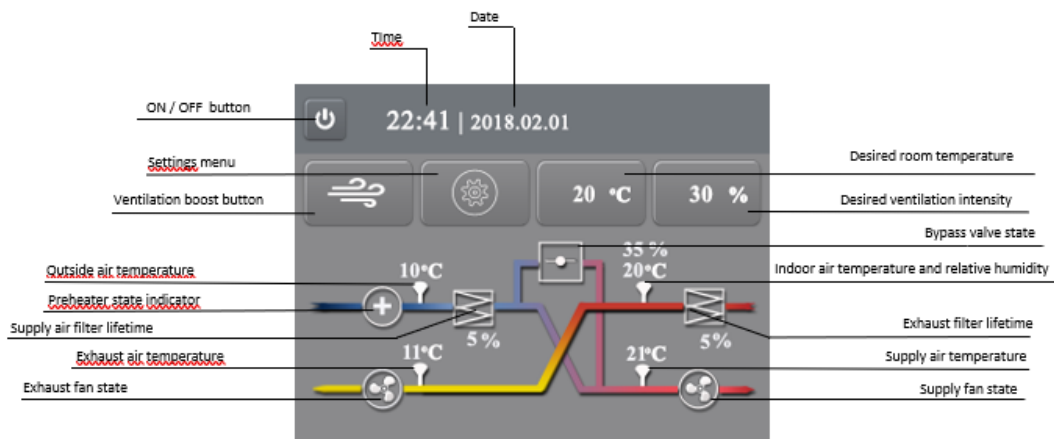 Date
Time
ON / OFF button
22:41 | 2018.02.01
Settings menu
Desired room temperature
20 °C
30 %
Ventilation boost button
Desired ventilation intensity
Bypass valve state
35 %
Outside air temperature
10°C
20°C
Indoor air temperature and relative humidity
Preheater state indicator
Supply air filter lifetime
Exhaust filter lifetime
5%
5%
Exhaust air temperature
11°C
21°C
Supply air temperature
Exhaust fan state
Supply fan state